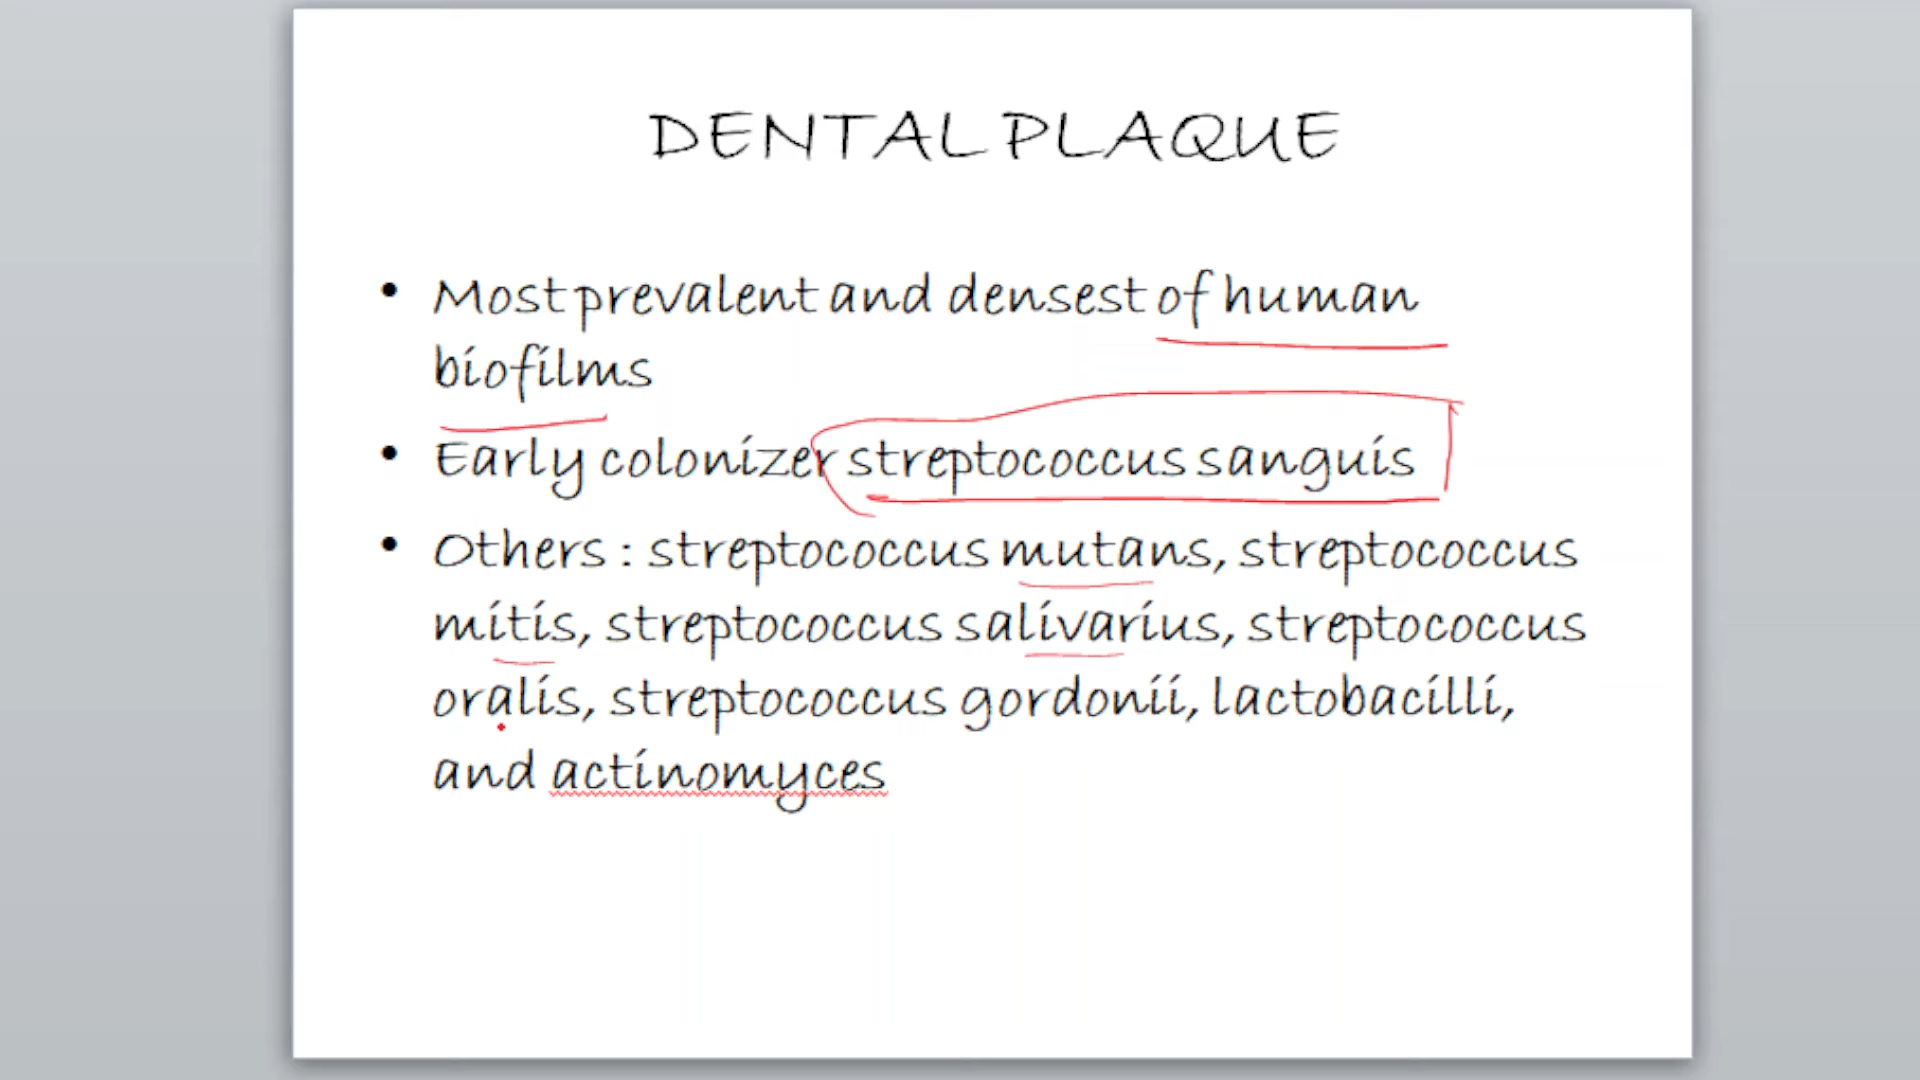 DENTAL PLAQUE
• Most prevalent and densest of human
biofilms
• Early colonizer streptococcus sanguis
• Others : streptococcus mutans, streptococcus
mitis, streptococcus salivarius, streptococcus
oralis, streptococcus gordonii, lactobacilli,
and actinomyces